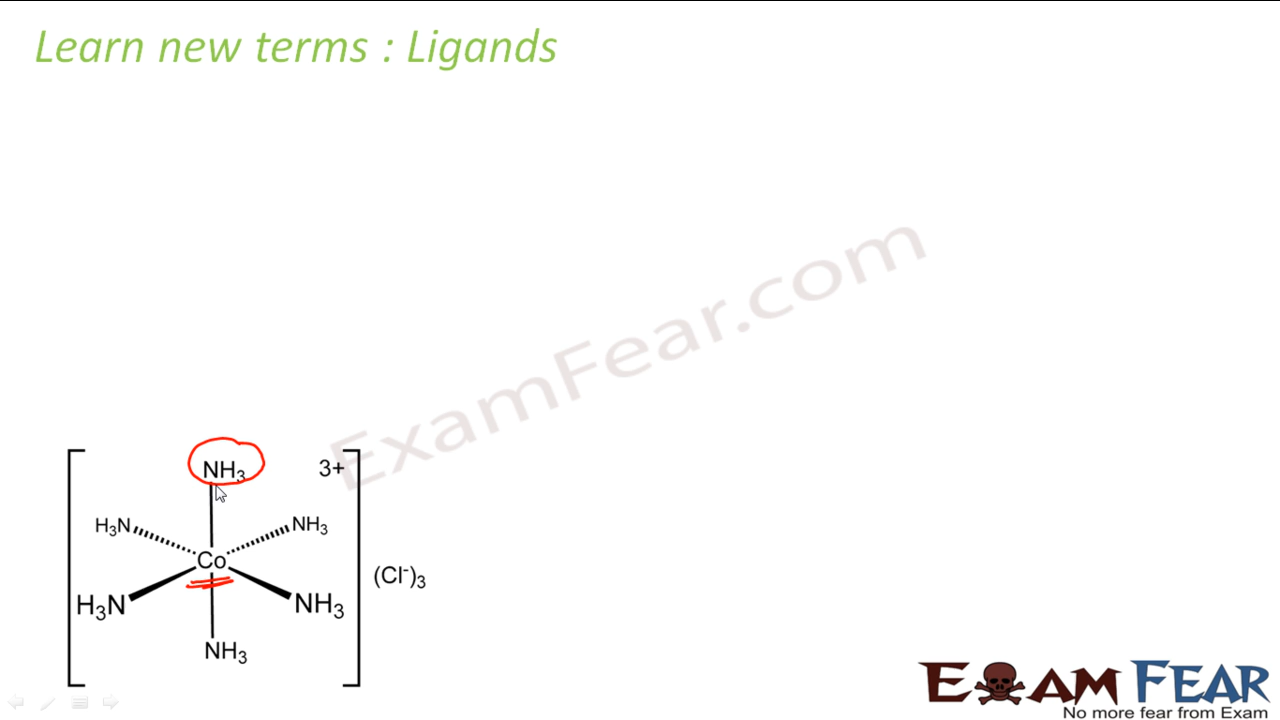 Learn new terms : Ligands
ExamFear.com
NH₃ 3+
H₃N NH₃
Co
(Cl⁻)₃
H₃N NH₃
NH₃
EXAM FEAR
No more fear from Exam